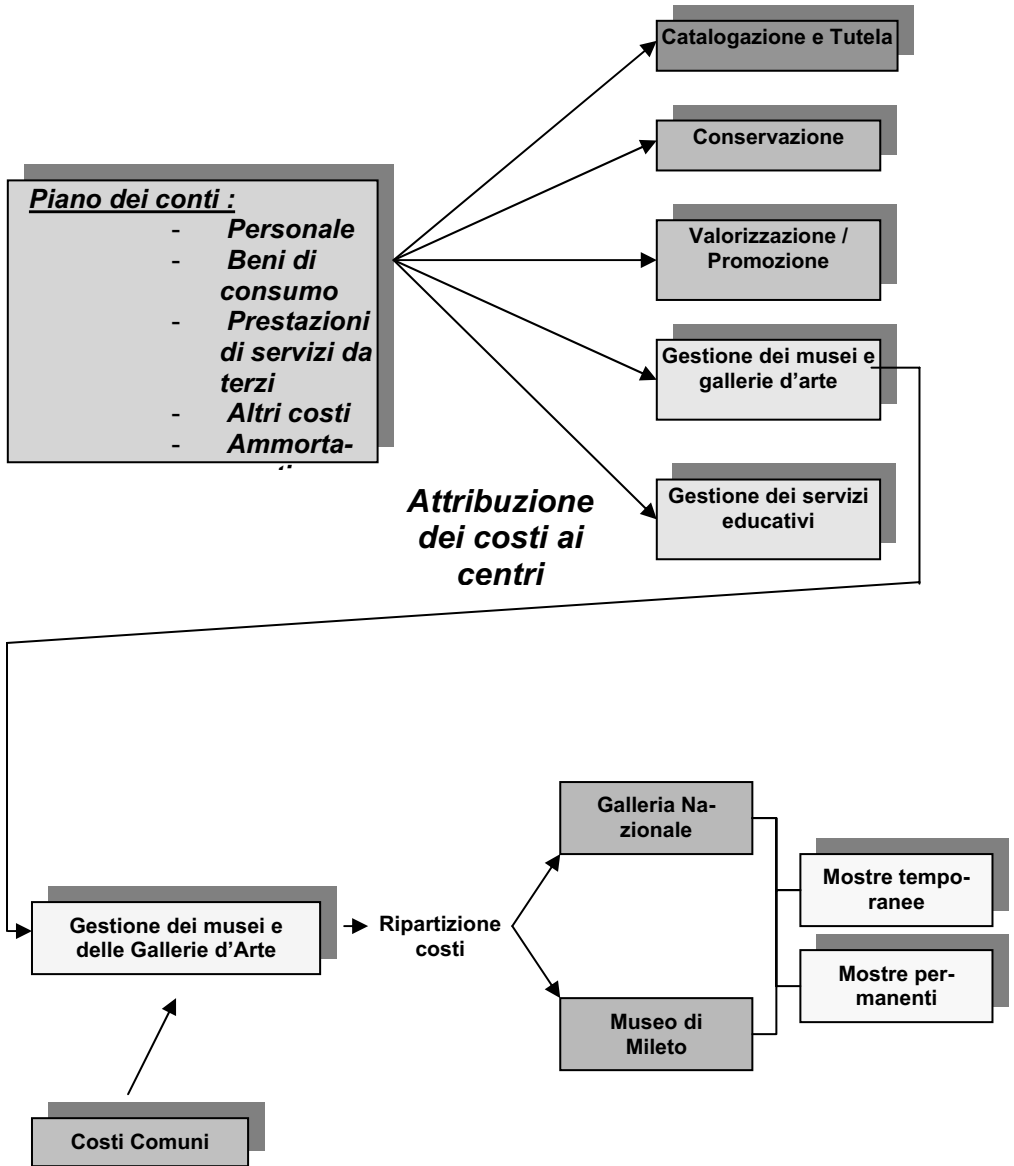 Catalogazione e Tutela
Conservazione
Piano dei conti :
- Personale
- Beni di
consumo
- Prestazioni
di servizi da
terzi
- Altri costi
- Ammorta-
Valorizzazione /
Promozione
Gestione dei musei e
gallerie d’arte
Gestione dei servizi
educativi
Attribuzione
dei costi ai
centri
Galleria Na-
zionale
Mostre tempo-
ranee
Gestione dei musei e
delle Gallerie d’Arte
Ripartizione
costi
Mostre per-
manenti
Museo di
Mileto
Costi Comuni